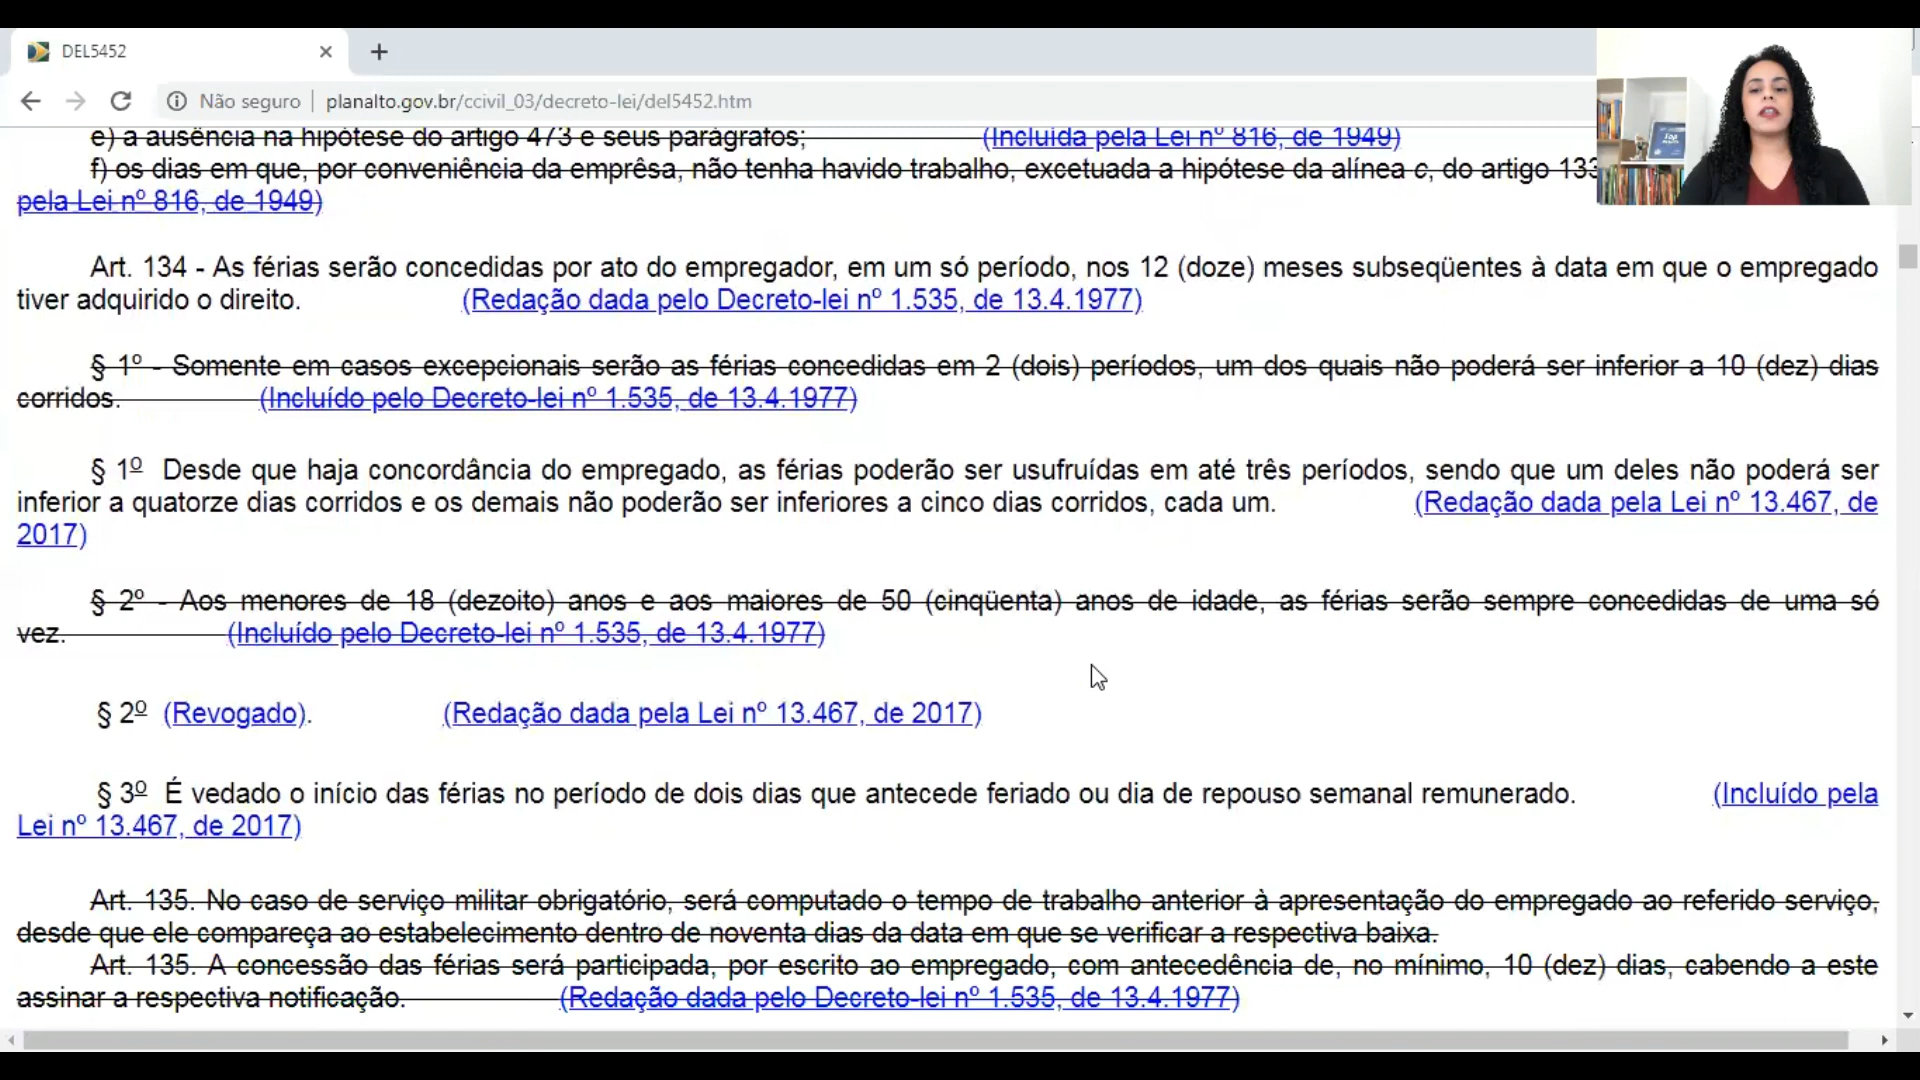 DEL5452
Não seguro | planalto.gov.br/ccivil_03/decreto-lei/del5452.htm
e) a ausência na hipótese do artigo 473 e seus parágrafos; (Incluída pela Lei nº 816, de 1949)
f) os dias em que, por conveniência da emprêsa, não tenha havido trabalho, excetuada a hipótese da alínea c, do artigo 133
pela Lei nº 816, de 1949)
Art. 134 - As férias serão concedidas por ato do empregador, em um só período, nos 12 (doze) meses subseqüentes à data em que o empregado
tiver adquirido o direito. (Redação dada pelo Decreto-lei nº 1.535, de 13.4.1977)
§ 1º - Somente em casos excepcionais serão as férias concedidas em 2 (dois) períodos, um dos quais não poderá ser inferior a 10 (dez) dias
corridos. (Incluído pelo Decreto-lei nº 1.535, de 13.4.1977)
§ 1º Desde que haja concordância do empregado, as férias poderão ser usufruídas em até três períodos, sendo que um deles não poderá ser
inferior a quatorze dias corridos e os demais não poderão ser inferiores a cinco dias corridos, cada um. (Redação dada pela Lei nº 13.467, de
2017)
§ 2º - Aos menores de 18 (dezoito) anos e aos maiores de 50 (cinqüenta) anos de idade, as férias serão sempre concedidas de uma só
vez. (Incluído pelo Decreto-lei nº 1.535, de 13.4.1977)
§ 2º (Revogado). (Redação dada pela Lei nº 13.467, de 2017)
§ 3º É vedado o início das férias no período de dois dias que antecede feriado ou dia de repouso semanal remunerado. (Incluído pela
Lei nº 13.467, de 2017)
Art. 135. No caso de serviço militar obrigatório, será computado o tempo de trabalho anterior à apresentação do empregado ao referido serviço,
desde que ele compareça ao estabelecimento dentro de noventa dias da data em que se verificar a respectiva baixa.
Art. 135. A concessão das férias será participada, por escrito ao empregado, com antecedência de, no mínimo, 10 (dez) dias, cabendo a este
assinar a respectiva notificação. (Redação dada pelo Decreto-lei nº 1.535, de 13.4.1977)